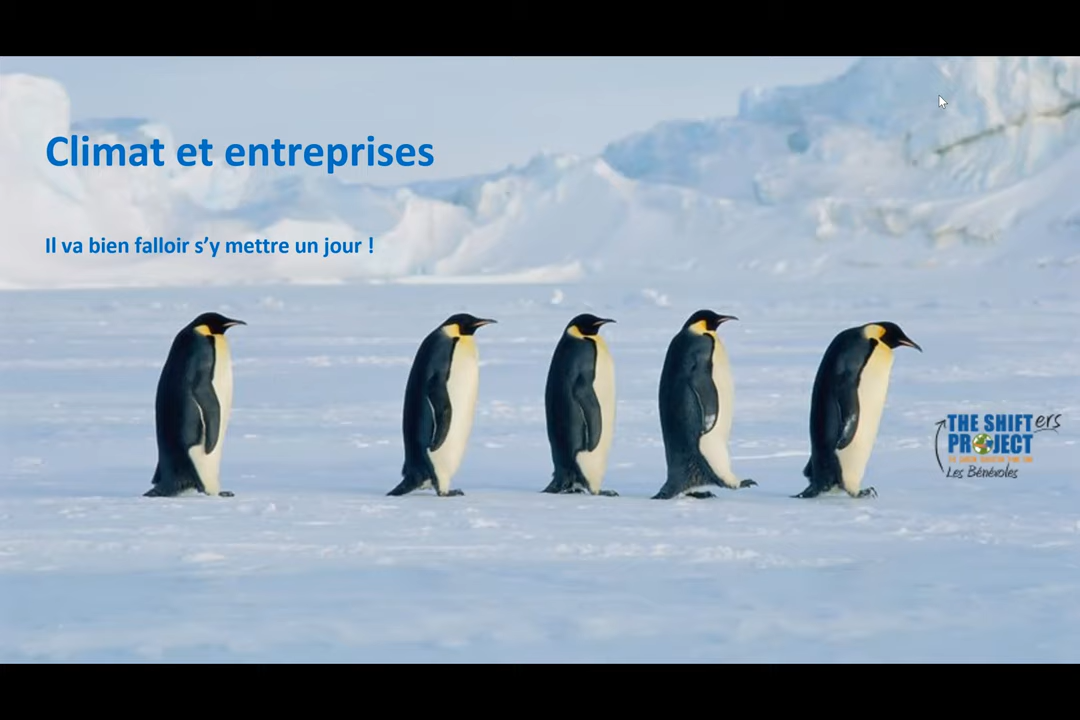 Climat et entreprises
Il va bien falloir s’y mettre un jour !
THE SHIFTers
PROJECT
Les Bénévoles